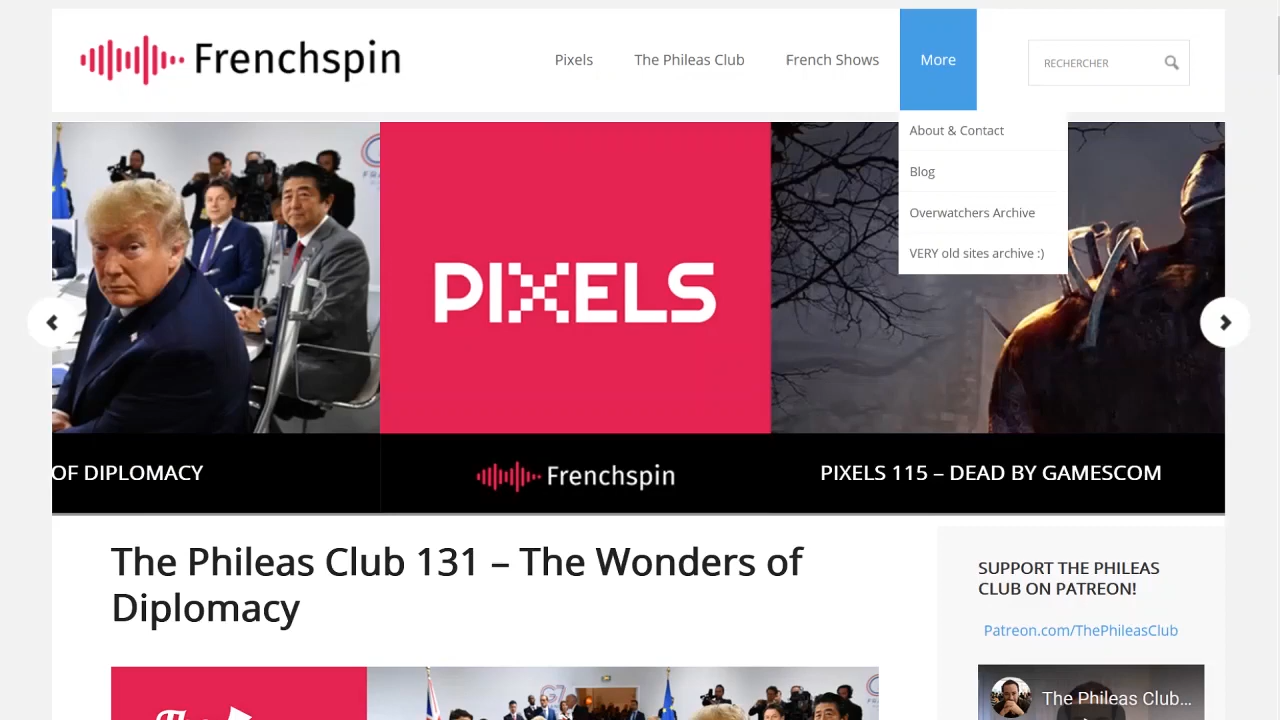 Frenchspin
Pixels
The Phileas Club
French Shows
More
RECHERCHER
About & Contact
Blog
Overwatchers Archive
VERY old sites archive :)
PIXELS
OF DIPLOMACY
Frenchspin
PIXELS 115 – DEAD BY GAMESCOM
The Phileas Club 131 – The Wonders of
Diplomacy
SUPPORT THE PHILEAS
CLUB ON PATREON!
Patreon.com/ThePhileasClub
G7
The Phileas Club...